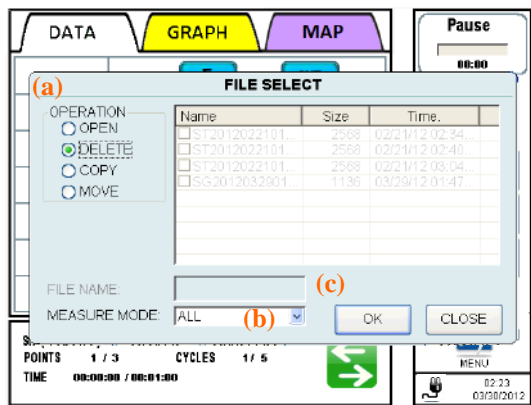 DATA GRAPH MAP Pause
00:00
(a) FILE SELECT
OPERATION
OPEN
DELETE
COPY
MOVE
Name Size Time.
ST2012022101... 2568 02/21/12 02:34...
ST2012022101... 2568 02/21/12 02:48...
ST2012022101... 2568 02/21/12 03:04...
SG2012032901... 1136 03/29/12 01:47...
FILE NAME: (c)
MEASURE MODE: ALL (b) OK CLOSE
POINTS 1 / 3 CYCLES 1 / 5
TIME 00:00:00 / 00:01:00
MENU
02:23
03/30/2012